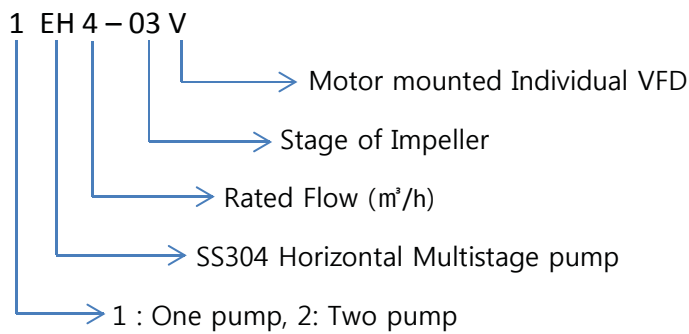 1 EH 4 – 03 V
Motor mounted Individual VFD
Stage of Impeller
Rated Flow (㎥/h)
SS304 Horizontal Multistage pump
1 : One pump, 2: Two pump